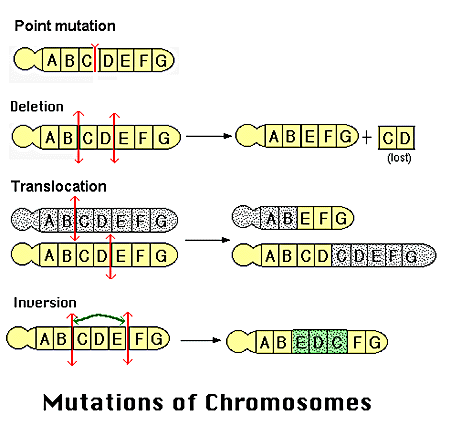 Point mutation
A B C D E F G
Deletion
A B C D E F G A B E F G + C D
(lost)
Translocation
A B C D E F G A B E F G
A B C D E F G A B C D C D E F G
Inversion
A B C D E F G A B E D C F G
Mutations of Chromosomes